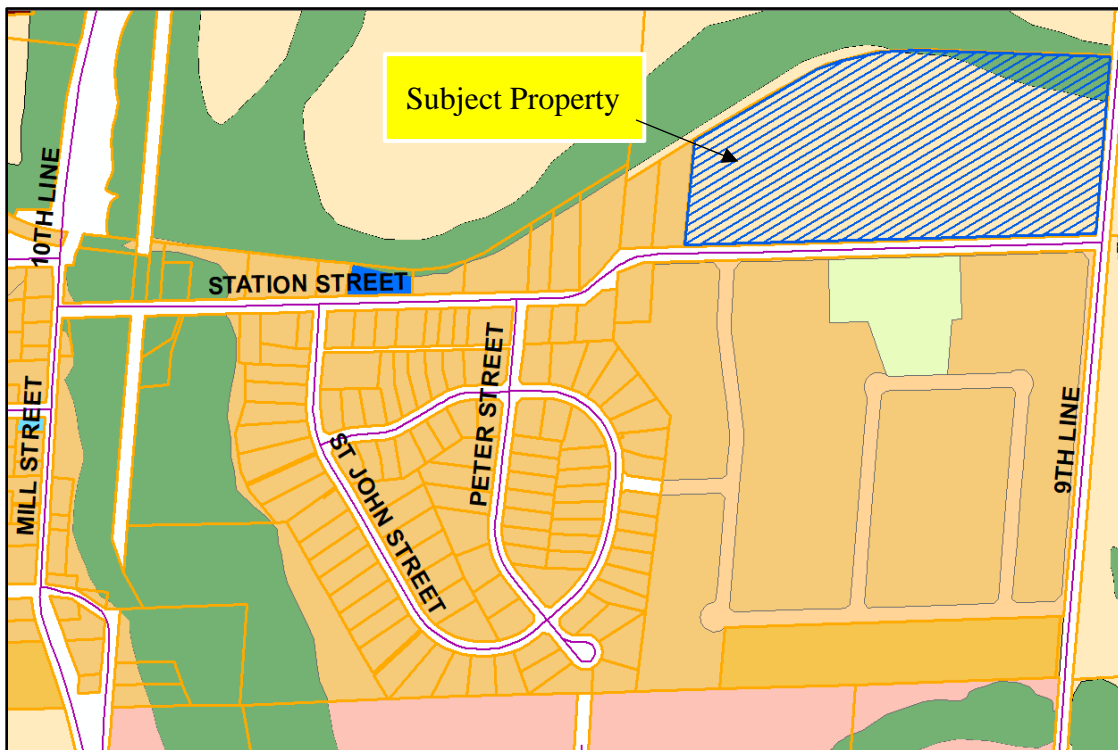 Subject Property
10TH LINE
STATION STREET
MILL STREET
ST JOHN STREET
PETER STREET
9TH LINE